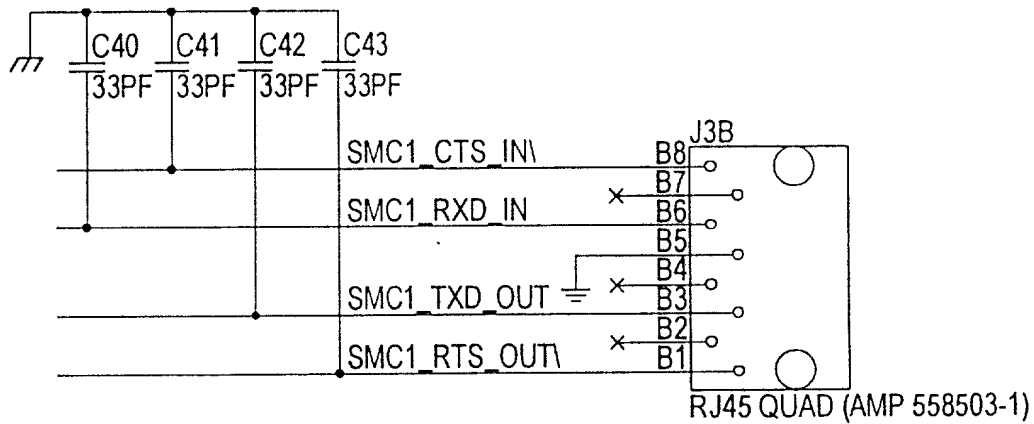 C40
33PF
C41
33PF
C42
33PF
C43
33PF
J3B
SMC1_CTS_IN\
B8
B7
SMC1_RXD_IN
B6
B5
B4
SMC1_TXD_OUT
B3
B2
SMC1_RTS_OUT\
B1
RJ45 QUAD (AMP 558503-1)